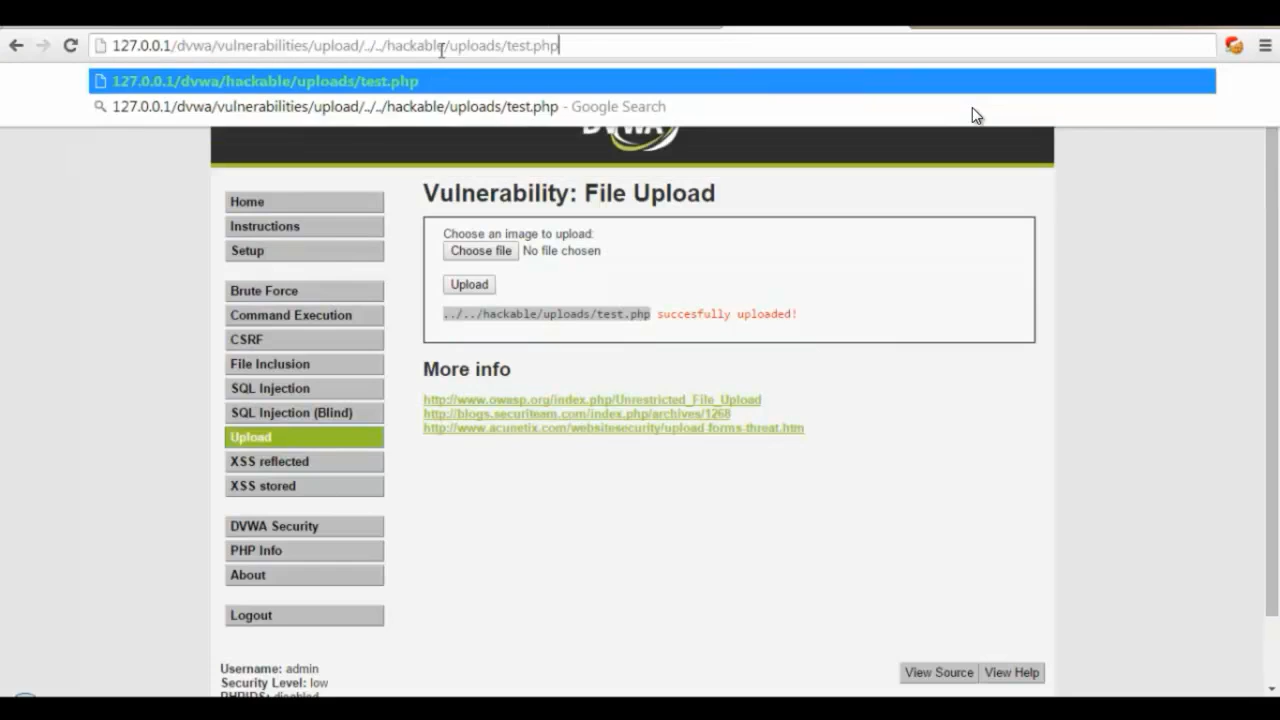 127.0.0.1/dvwa/vulnerabilities/upload/../../hackable/uploads/test.php
127.0.0.1/dvwa/hackable/uploads/test.php
127.0.0.1/dvwa/vulnerabilities/upload/../../hackable/uploads/test.php - Google Search
DVWA
Home
Instructions
Setup
Brute Force
Command Execution
CSRF
File Inclusion
SQL Injection
SQL Injection (Blind)
Upload
XSS reflected
XSS stored
DVWA Security
PHP Info
About
Logout
Vulnerability: File Upload
Choose an image to upload:
Choose file No file chosen
Upload
../../hackable/uploads/test.php succesfully uploaded!
More info
http://www.owasp.org/index.php/Unrestricted_File_Upload
http://blogs.securiteam.com/index.php/archives/1268
http://www.acunetix.com/websitesecurity/upload-forms-threat.htm
Username: admin
Security Level: low
PHPIDS: disabled
View Source View Help